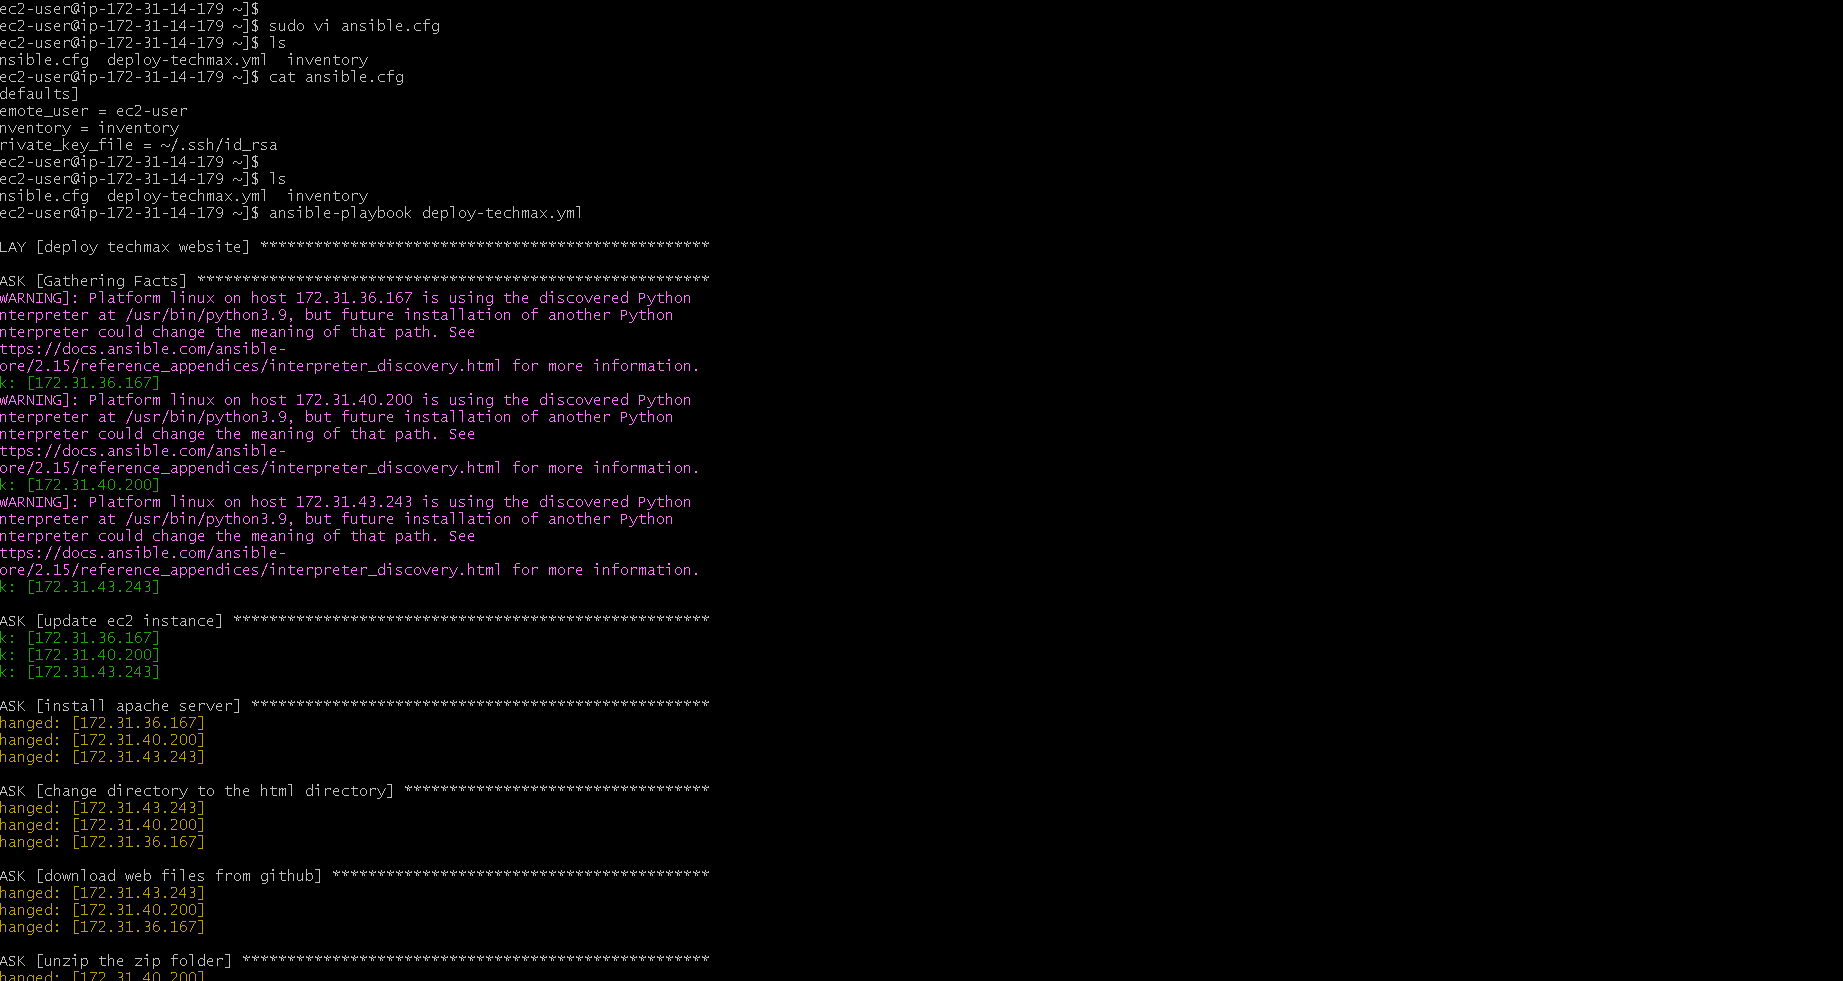 ec2-user@ip-172-31-14-179 ~]$
ec2-user@ip-172-31-14-179 ~]$ sudo vi ansible.cfg
ec2-user@ip-172-31-14-179 ~]$ ls
nsible.cfg  deploy-techmax.yml  inventory
ec2-user@ip-172-31-14-179 ~]$ cat ansible.cfg
defaults]
emote_user = ec2-user
nventory = inventory
rivate_key_file = ~/.ssh/id_rsa
ec2-user@ip-172-31-14-179 ~]$
ec2-user@ip-172-31-14-179 ~]$ ls
nsible.cfg  deploy-techmax.yml  inventory
ec2-user@ip-172-31-14-179 ~]$ ansible-playbook deploy-techmax.yml
LAY [deploy techmax website] **************************************************
ASK [Gathering Facts] *********************************************************
WARNING]: Platform linux on host 172.31.36.167 is using the discovered Python
nterpreter at /usr/bin/python3.9, but future installation of another Python
nterpreter could change the meaning of that path. See
ttps://docs.ansible.com/ansible-
ore/2.15/reference_appendices/interpreter_discovery.html for more information.
k: [172.31.36.167]
WARNING]: Platform linux on host 172.31.40.200 is using the discovered Python
nterpreter at /usr/bin/python3.9, but future installation of another Python
nterpreter could change the meaning of that path. See
ttps://docs.ansible.com/ansible-
ore/2.15/reference_appendices/interpreter_discovery.html for more information.
k: [172.31.40.200]
WARNING]: Platform linux on host 172.31.43.243 is using the discovered Python
nterpreter at /usr/bin/python3.9, but future installation of another Python
nterpreter could change the meaning of that path. See
ttps://docs.ansible.com/ansible-
ore/2.15/reference_appendices/interpreter_discovery.html for more information.
k: [172.31.43.243]
ASK [update ec2 instance] *****************************************************
k: [172.31.36.167]
k: [172.31.40.200]
k: [172.31.43.243]
ASK [install apache server] ***************************************************
hanged: [172.31.36.167]
hanged: [172.31.40.200]
hanged: [172.31.43.243]
ASK [change directory to the html directory] **********************************
hanged: [172.31.43.243]
hanged: [172.31.40.200]
hanged: [172.31.36.167]
ASK [download web files from github] ******************************************
hanged: [172.31.43.243]
hanged: [172.31.40.200]
hanged: [172.31.36.167]
ASK [unzip the zip folder] ****************************************************
hanged: [172.31.40.200]